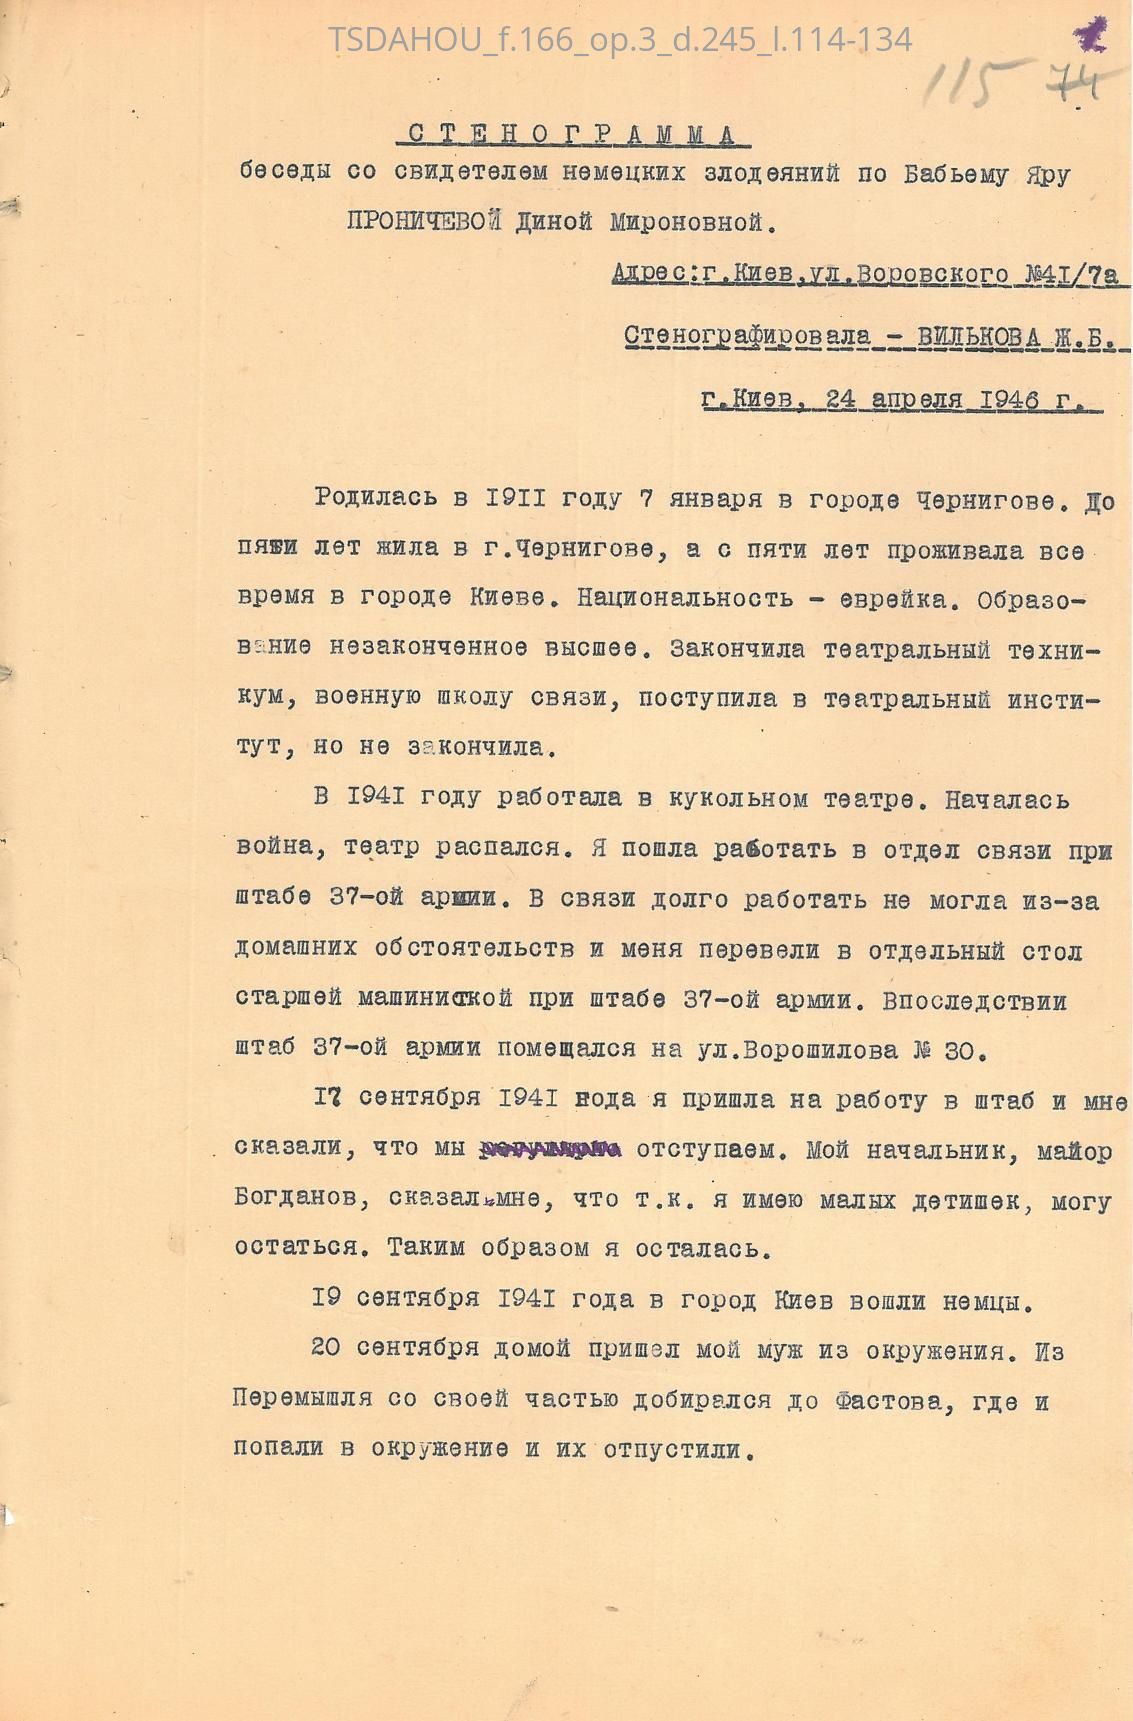 TSDAHOU_f.166_op.3_d.245_l.114-134
115 74
СТЕНОГРАММА
беседы со свидетелем немецких злодеяний по Бабьему Яру
ПРОНИЧЕВОЙ Диной Мироновной.
Адрес:г.Киев,ул.Воровского №41/7а
Стенографировала - ВИЛЬКОВА Ж.Б.
г.Киев, 24 апреля 1946 г.
Родилась в 1911 году 7 января в городе Чернигове. До
пяти лет жила в г.Чернигове, а с пяти лет проживала все
время в городе Киеве. Национальность - еврейка. Образо-
вание незаконченное высшее. Закончила театральный техни-
кум, военную школу связи, поступила в театральный инсти-
тут, но не закончила.
В 1941 году работала в кукольном театре. Началась
война, театр распался. Я пошла работать в отдел связи при
штабе 37-ой армии. В связи долго работать не могла из-за
домашних обстоятельств и меня перевели в отдельный стол
старшей машинисткой при штабе 37-ой армии. Впоследствии
штаб 37-ой армии помещался на ул.Ворошилова № 30.
17 сентября 1941 года я пришла на работу в штаб и мне
сказали, что мы отступаем. Мой начальник, майор
Богданов, сказал мне, что т.к. я имею малых детишек, могу
остаться. Таким образом я осталась.
19 сентября 1941 года в город Киев вошли немцы.
20 сентября домой пришел мой муж из окружения. Из
Перемышля со своей частью добирался до Фастова, где и
попали в окружение и их отпустили.